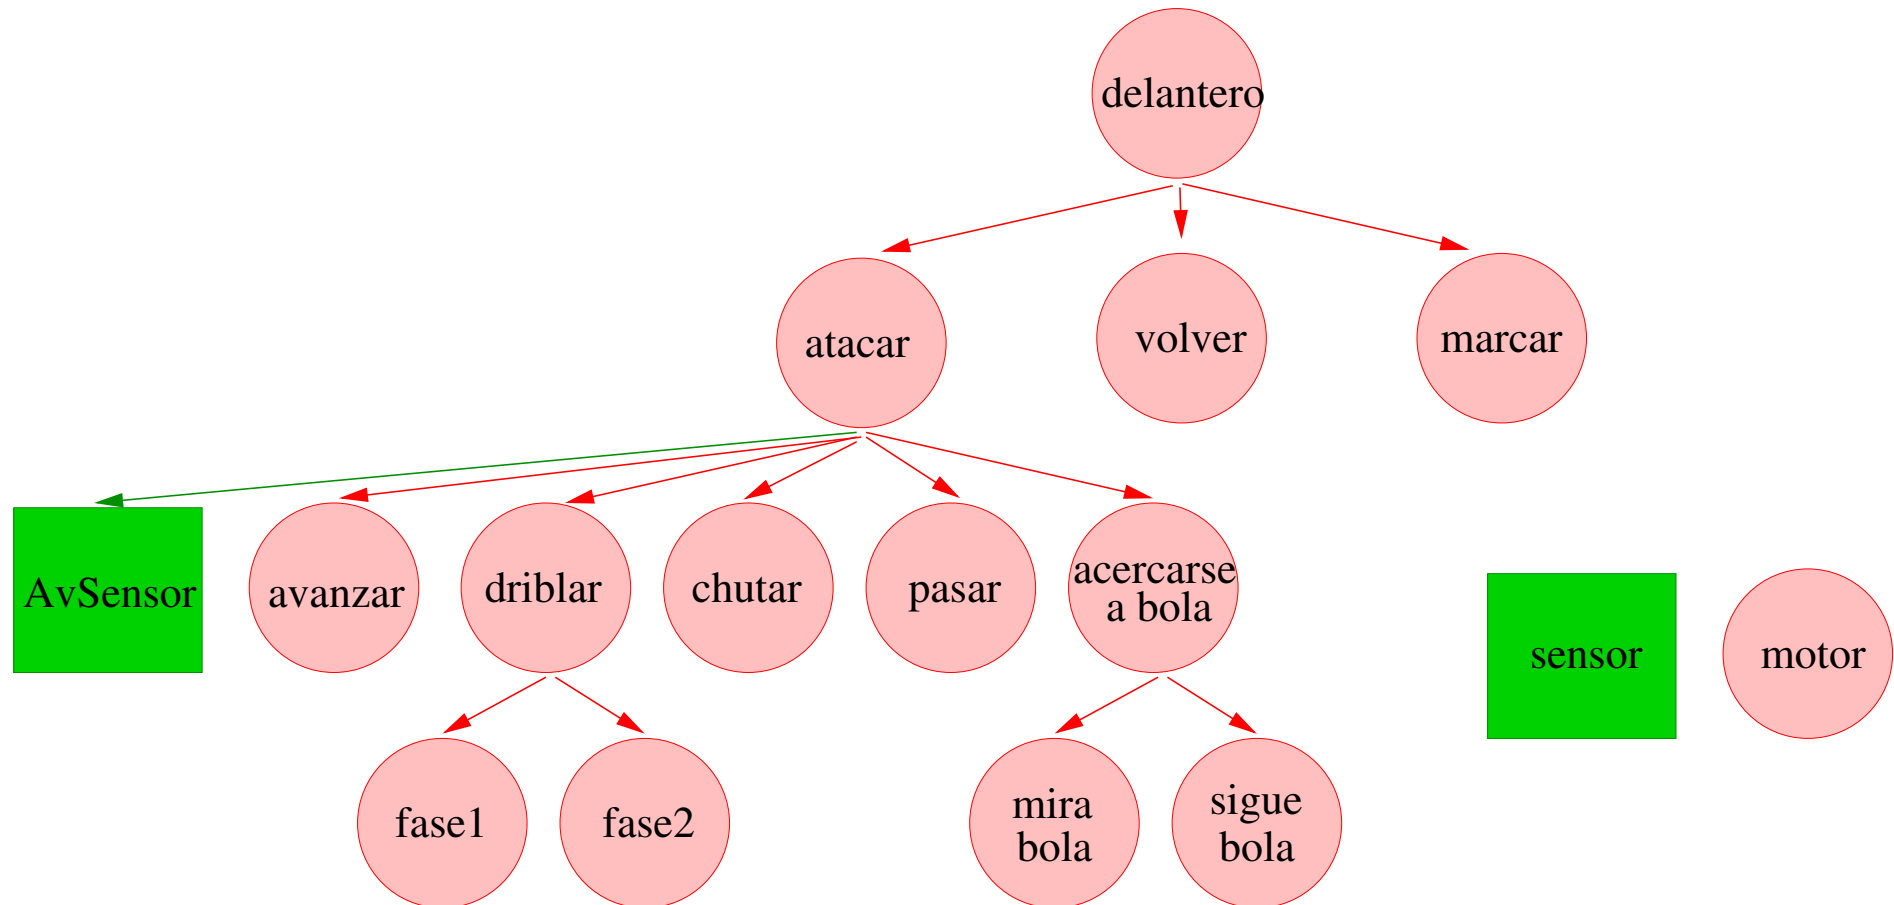 delantero
atacar
volver
marcar
AvSensor
avanzar
driblar
chutar
pasar
acercarse
a bola
sensor
motor
fase1
fase2
mira
bola
sigue
bola